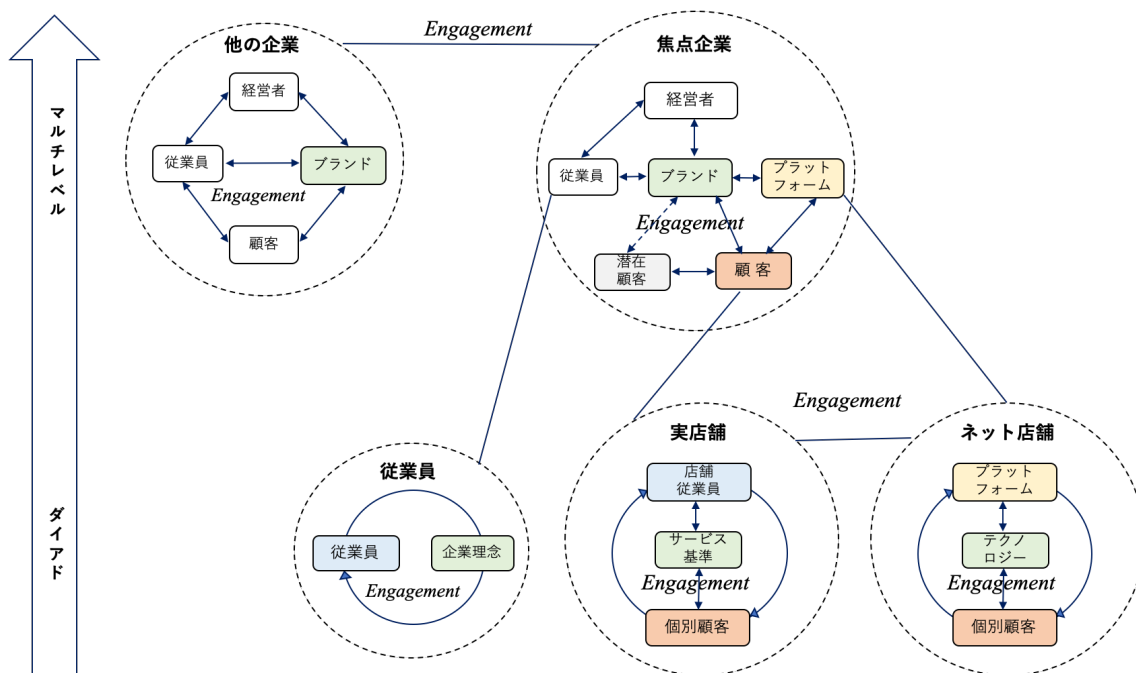 Engagement
他の企業
経営者
従業員
ブランド
Engagement
顧客
焦点企業
経営者
従業員
ブランド
プラット
フォーム
Engagement
潜在
顧客
顧 客
マルチレベル
ダイアド
従業員
従業員
企業理念
Engagement
Engagement
実店舗
店舗
従業員
サービス
基準
Engagement
個別顧客
ネット店舗
プラット
フォーム
テクノ
ロジー
Engagement
個別顧客